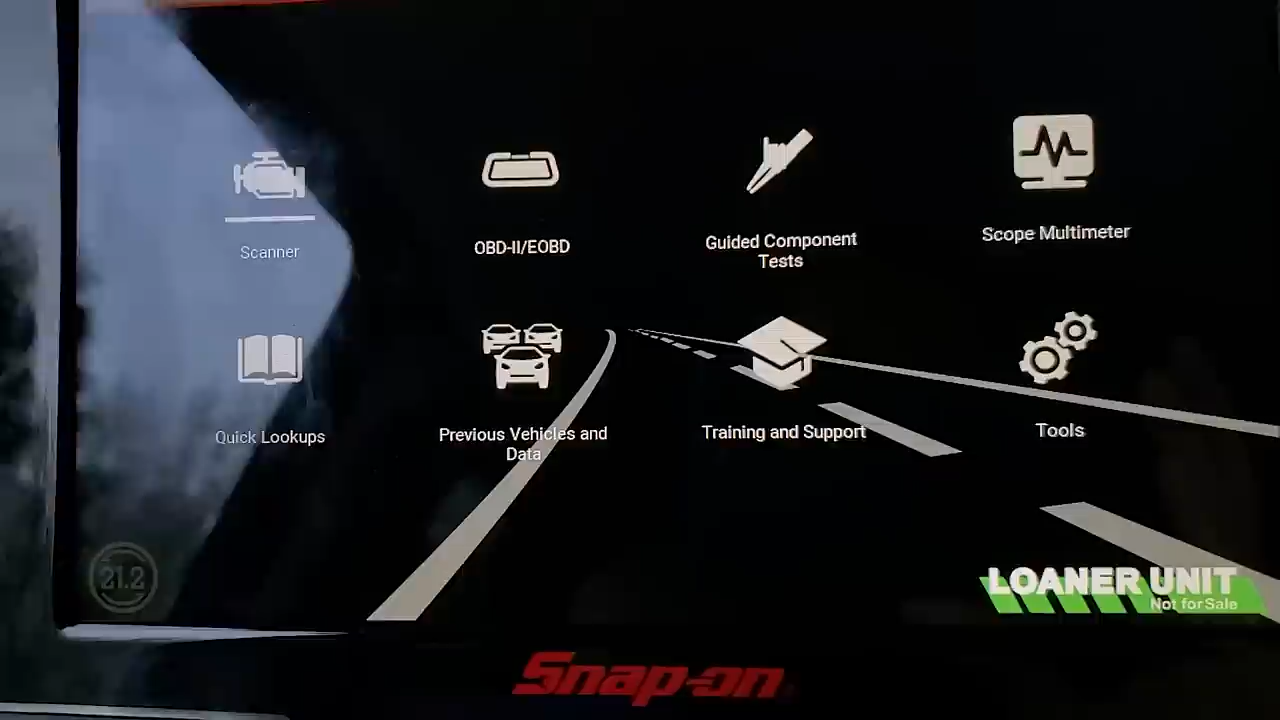 Scanner
OBD-II/EOBD
Guided Component
Tests
Scope Multimeter
Quick Lookups
Previous Vehicles and
Data
Training and Support
Tools
21.2
LOANER UNIT
Not for Sale
Snap-on